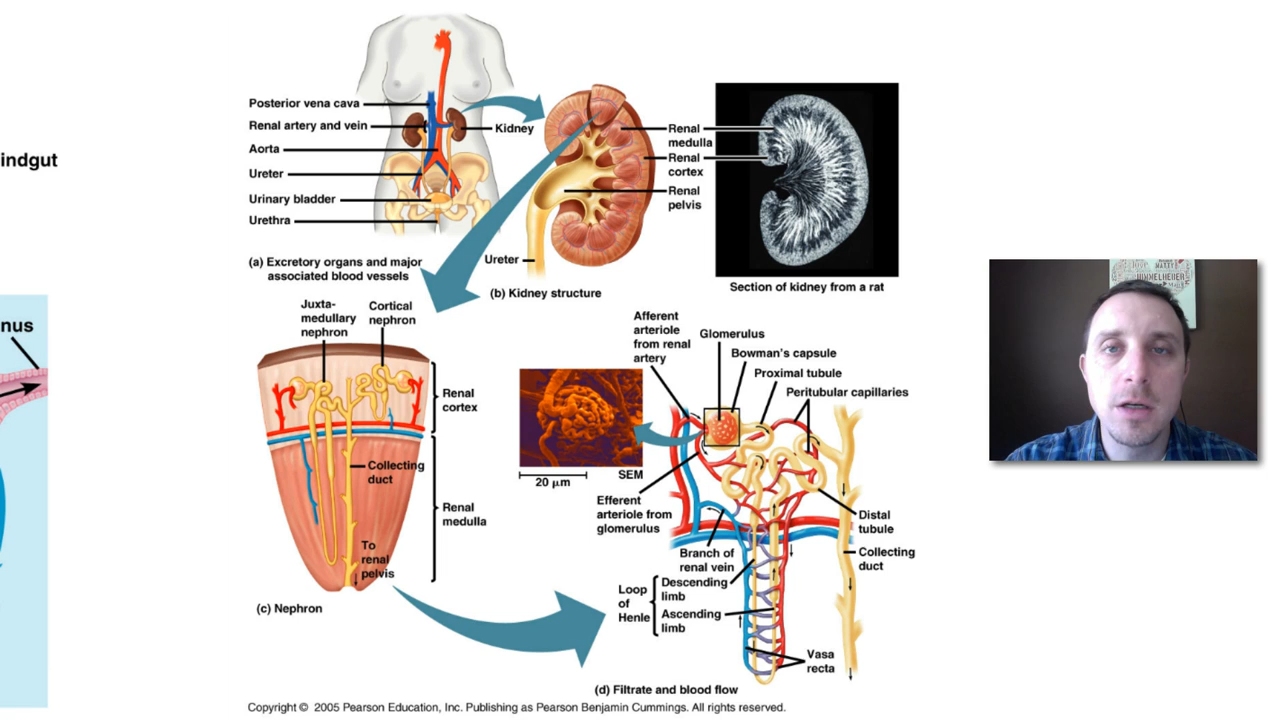 indgut
nus
Posterior vena cava
Renal artery and vein
Aorta
Ureter
Urinary bladder
Urethra
Kidney
(a) Excretory organs and major
associated blood vessels
Renal
medulla
Renal
cortex
Renal
pelvis
Ureter
(b) Kidney structure
Section of kidney from a rat
Juxta-
medullary
nephron
Cortical
nephron
Renal
cortex
Collecting
duct
Renal
medulla
To
renal
pelvis
(c) Nephron
Afferent
arteriole
from renal
artery
Glomerulus
Bowman's capsule
Proximal tubule
Peritubular capillaries
SEM
20 μm
Efferent
arteriole from
glomerulus
Distal
tubule
Branch of
renal vein
Collecting
duct
Loop
of
Henle
Descending
limb
Ascending
limb
Vasa
recta
(d) Filtrate and blood flow
Copyright © 2005 Pearson Education, Inc. Publishing as Pearson Benjamin Cummings. All rights reserved.